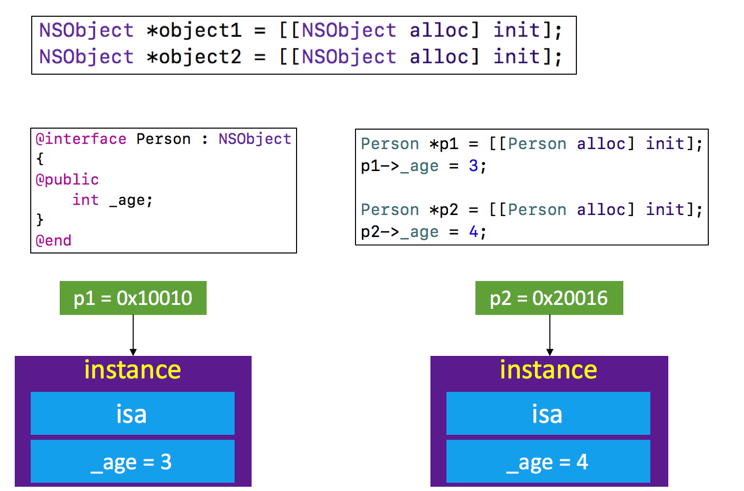 NSObject *object1 = [[NSObject alloc] init];
NSObject *object2 = [[NSObject alloc] init];
@interface Person : NSObject
{
@public
    int _age;
}
@end
Person *p1 = [[Person alloc] init];
p1->_age = 3;
Person *p2 = [[Person alloc] init];
p2->_age = 4;
p1 = 0x10010
instance
isa
_age = 3
p2 = 0x20016
instance
isa
_age = 4